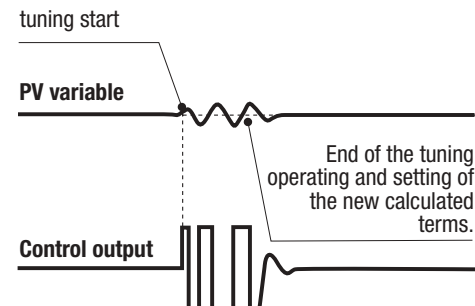 tuning start
PV variable
End of the tuning
operating and setting of
the new calculated
terms.
Control output